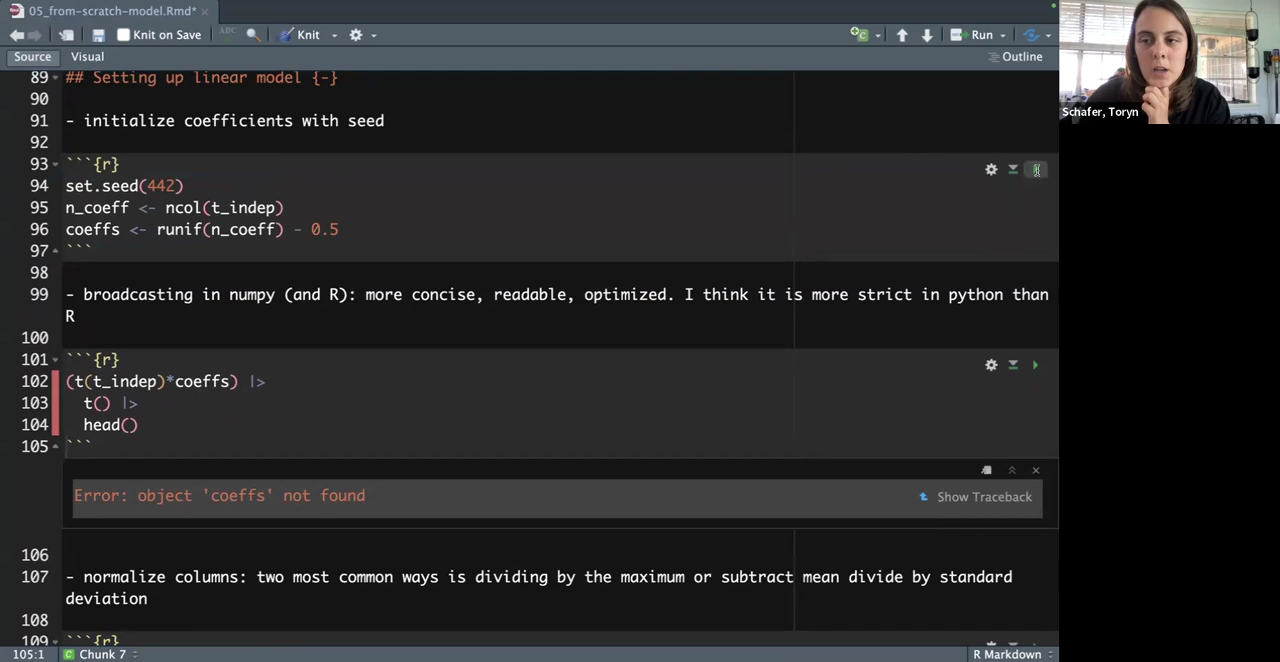 05_from-scratch-model.Rmd*
Knit on Save ABC Knit Run
Source Visual Outline
89 ## Setting up linear model {-}
90
91 - initialize coefficients with seed
92
93 ```{r}
94 set.seed(442)
95 n_coeff <- ncol(t_indep)
96 coeffs <- runif(n_coeff) - 0.5
97 ```
98
99 - broadcasting in numpy (and R): more concise, readable, optimized. I think it is more strict in python than
R
100
101 ```{r}
102 (t(t_indep)*coeffs) |>
103 t() |>
104 head()
105 ```
Error: object 'coeffs' not found Show Traceback
106
107 - normalize columns: two most common ways is dividing by the maximum or subtract mean divide by standard
deviation
108
109 ```{r}
105:1 Chunk 7 R Markdown
Schafer, Toryn